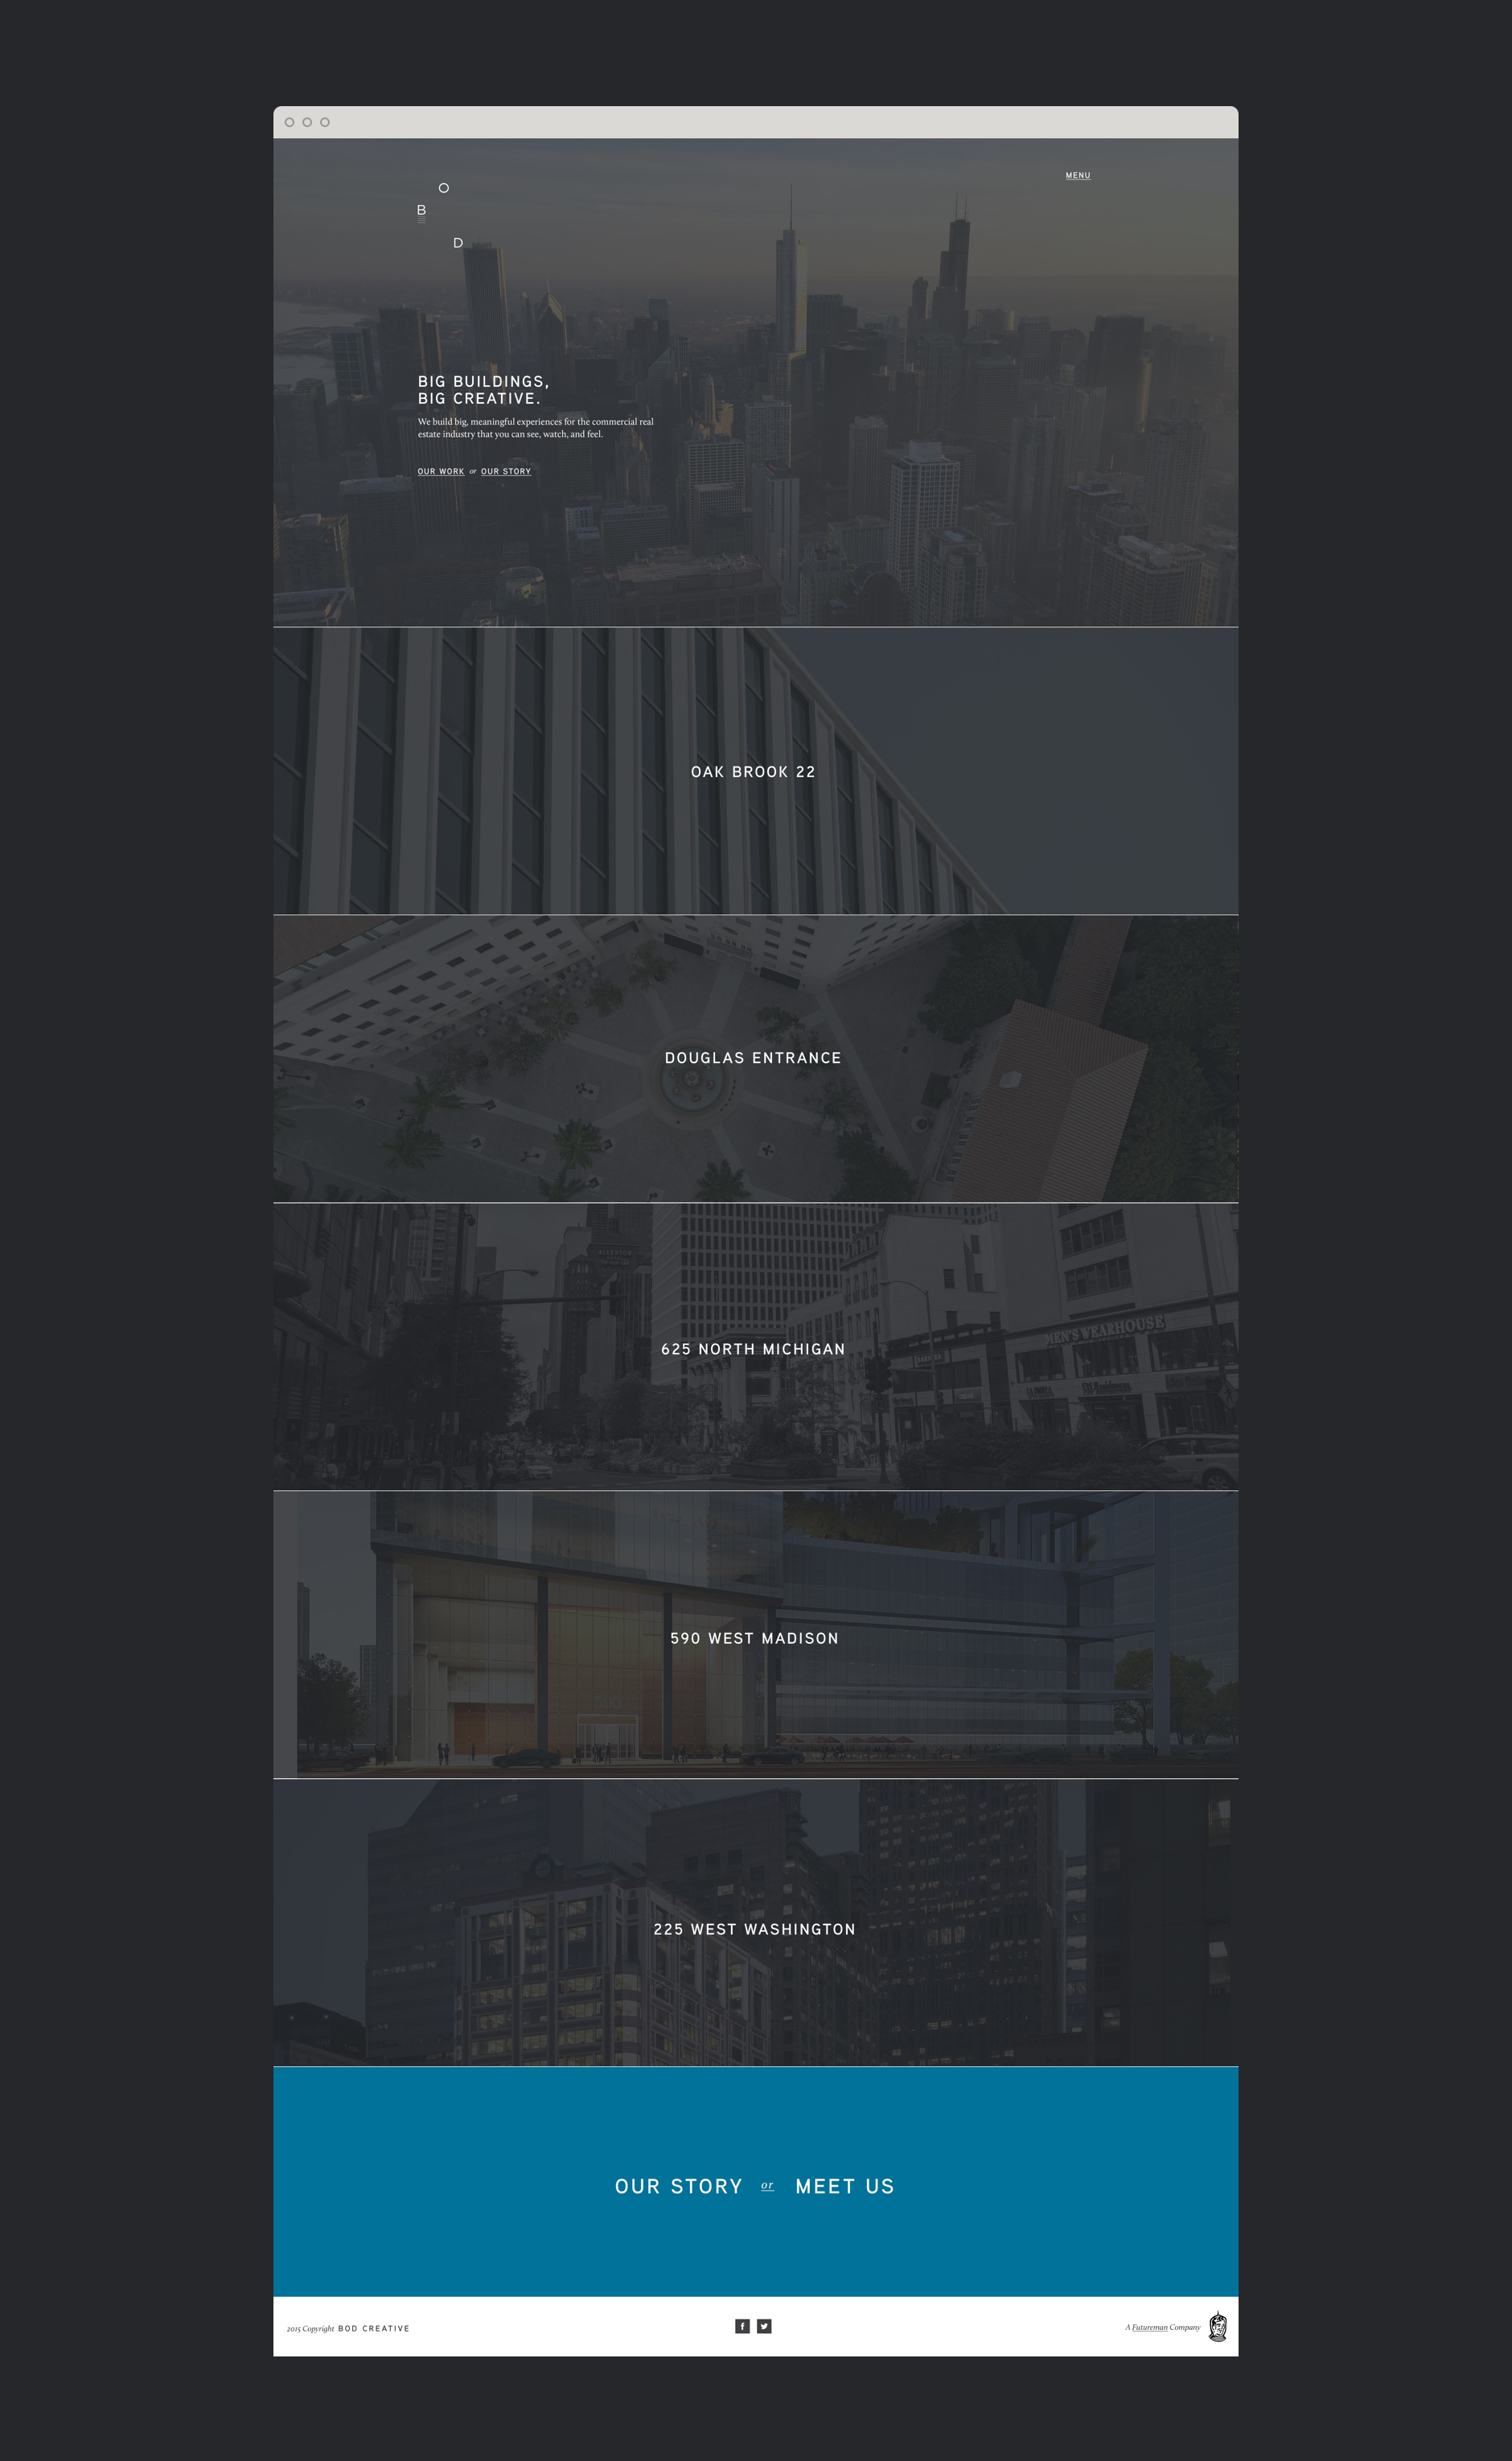 MENU
O
B
D
BIG BUILDINGS,
BIG CREATIVE.
We build big, meaningful experiences for the commercial real
estate industry that you can see, watch, and feel.
OUR WORK or OUR STORY
OAK BROOK 22
DOUGLAS ENTRANCE
ALLERTON
MEN'S WEARHOUSE
625 NORTH MICHIGAN
590 WEST MADISON
225 WEST WASHINGTON
OUR STORY or MEET US
2015 Copyright BOD CREATIVE
A Futureman Company